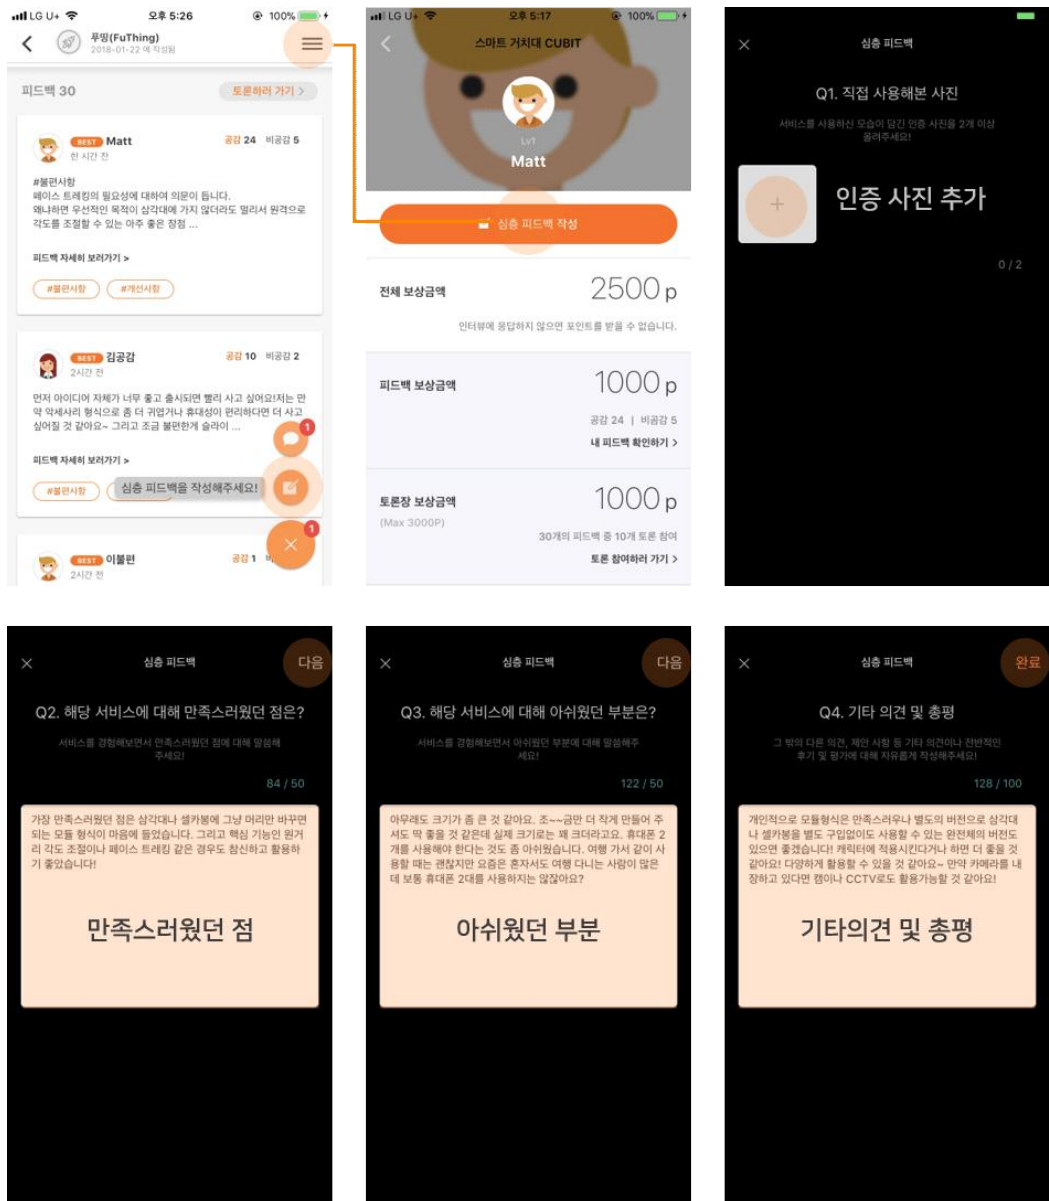 LG U+
오후 5:26
100%
푸띵(FuThing)
2018-01-22 에 작성됨
피드백 30
토론하러 가기 >
BEST Matt
공감 24 비공감 5
한 시간 전
#불편사항
페이스 트레킹의 필요성에 대하여 의문이 듭니다.
왜냐하면 우선적인 목적이 삼각대에 가지 않더라도 멀리서 원격으로
각도를 조절할 수 있는 아주 좋은 장점 ...
피드백 자세히 보러가기 >
#불편사항
#개선사항
BEST 김공감
공감 10 비공감 2
2시간 전
먼저 아이디어 자체가 너무 좋고 출시되면 빨리 사고 싶어요!저는 만
약 악세사리 형식으로 좀 더 귀엽거나 휴대성이 편리하다면 더 사고
싶어질 것 같아요~ 그리고 조금 불편한게 슬라이 ...
1
피드백 자세히 보러가기 >
#불편사항
심층 피드백을 작성해주세요!
1
BEST 이불편
공감 1
2시간 전
LG U+
오후 5:17
100%
스마트 거치대 CUBIT
Lv1
Matt
심층 피드백 작성
전체 보상금액
2500 p
인터뷰에 응답하지 않으면 포인트를 받을 수 없습니다.
피드백 보상금액
1000 p
공감 24 | 비공감 5
내 피드백 확인하기 >
토론장 보상금액
1000 p
(Max 3000P)
30개의 피드백 중 10개 토론 참여
토론 참여하러 가기 >
심층 피드백
Q1. 직접 사용해본 사진
서비스를 사용하신 모습이 담긴 인증 사진을 2개 이상
올려주세요!
인증 사진 추가
0 / 2
심층 피드백
다음
Q2. 해당 서비스에 대해 만족스러웠던 점은?
서비스를 경험해보면서 만족스러웠던 점에 대해 말씀해
주세요!
84 / 50
가장 만족스러웠던 점은 삼각대나 셀카봉에 그냥 머리만 바꾸면
되는 모듈 형식이 마음에 들었습니다. 그리고 핵심 기능인 원거
리 각도 조절이나 페이스 트레킹 같은 경우도 참신하고 활용하
기 좋았습니다!
만족스러웠던 점
심층 피드백
다음
Q3. 해당 서비스에 대해 아쉬웠던 부분은?
서비스를 경험해보면서 아쉬웠던 부분에 대해 말씀해주
세요!
122 / 50
아무래도 크기가 좀 큰 것 같아요. 조~~금만 더 작게 만들어 주
셔도 딱 좋을 것 같은데 실제 크기로는 꽤 크더라고요. 휴대폰 2
개를 사용해야 한다는 것도 좀 아쉬웠습니다. 여행 가서 같이 사
용할 때는 괜찮지만 요즘은 혼자서도 여행 다니는 사람이 많은
데 보통 휴대폰 2대를 사용하지는 않잖아요?
아쉬웠던 부분
심층 피드백
완료
Q4. 기타 의견 및 총평
그 밖의 다른 의견, 제안 사항 등 기타 의견이나 전반적인
후기 및 평가에 대해 자유롭게 작성해주세요!
128 / 100
개인적으로 모듈형식은 만족스러우나 별도의 버전으로 삼각대
나 셀카봉을 별도 구입없이도 사용할 수 있는 완전체의 버전도
있으면 좋겠습니다! 캐릭터에 적용시킨다거나 하면 더 좋을 것
같아요! 다양하게 활용할 수 있을 것 같아요~ 만약 카메라를 내
장하고 있다면 캠이나 CCTV로도 활용가능할 것 같아요!
기타의견 및 총평